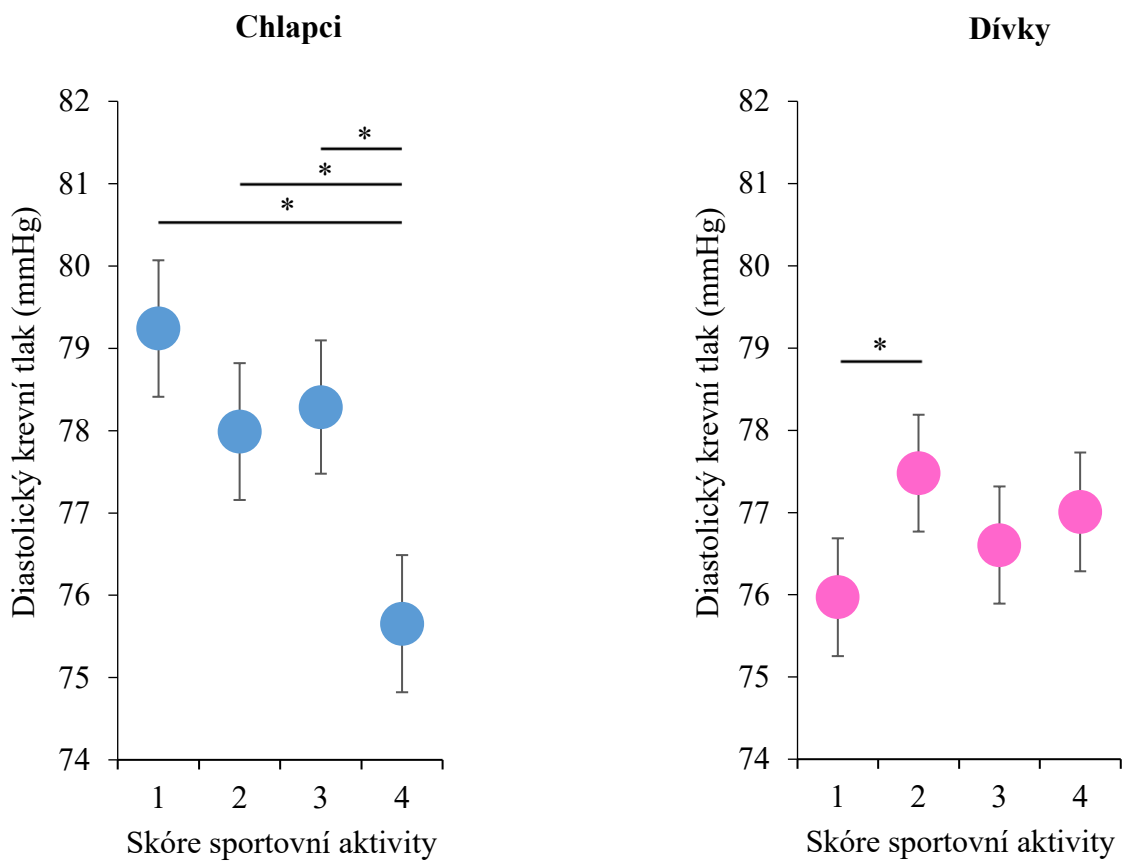 Chlapci
Diastolický krevní tlak (mmHg)
82
81
80
79
78
77
76
75
74
*
*
*
1 2 3 4
Skóre sportovní aktivity
Dívky
Diastolický krevní tlak (mmHg)
82
81
80
79
78
77
76
75
74
*
1 2 3 4
Skóre sportovní aktivity